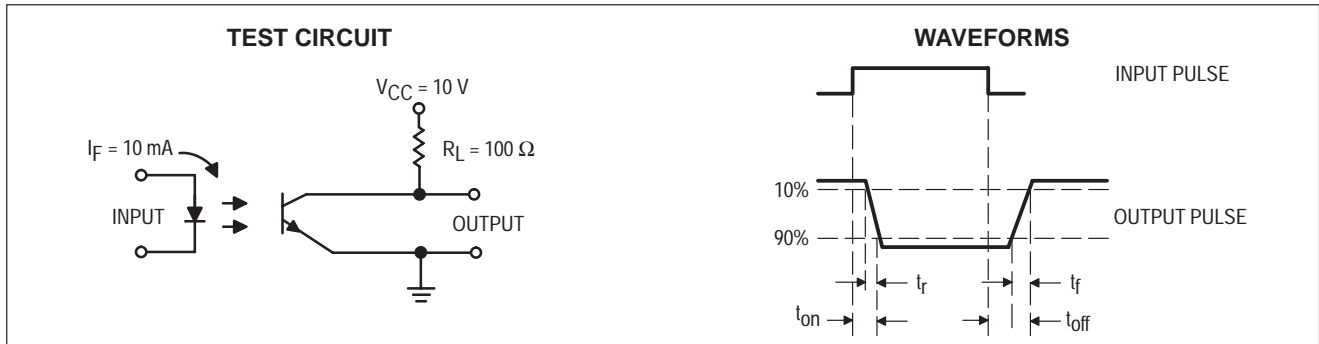 TEST CIRCUIT
VCC = 10 V
IF = 10 mA
RL = 100 Ω
INPUT
OUTPUT
WAVEFORMS
INPUT PULSE
10%
OUTPUT PULSE
90%
tr
tf
ton
toff